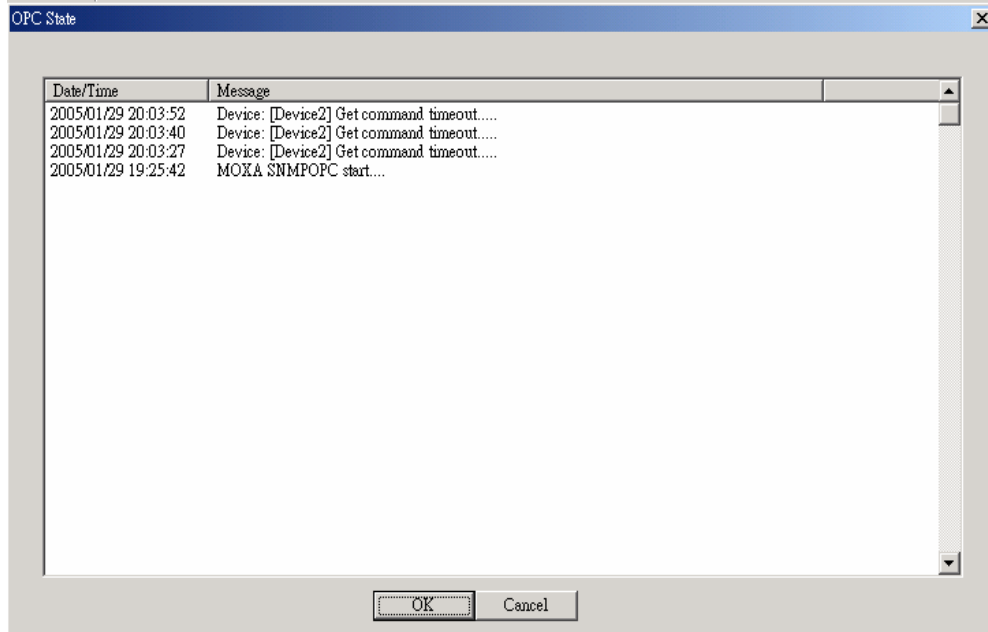 OPC State
Date/Time Message
2005/01/29 20:03:52 Device: [Device2] Get command timeout.....
2005/01/29 20:03:40 Device: [Device2] Get command timeout.....
2005/01/29 20:03:27 Device: [Device2] Get command timeout.....
2005/01/29 19:25:42 MOXA SNMPOPC start....
OK Cancel